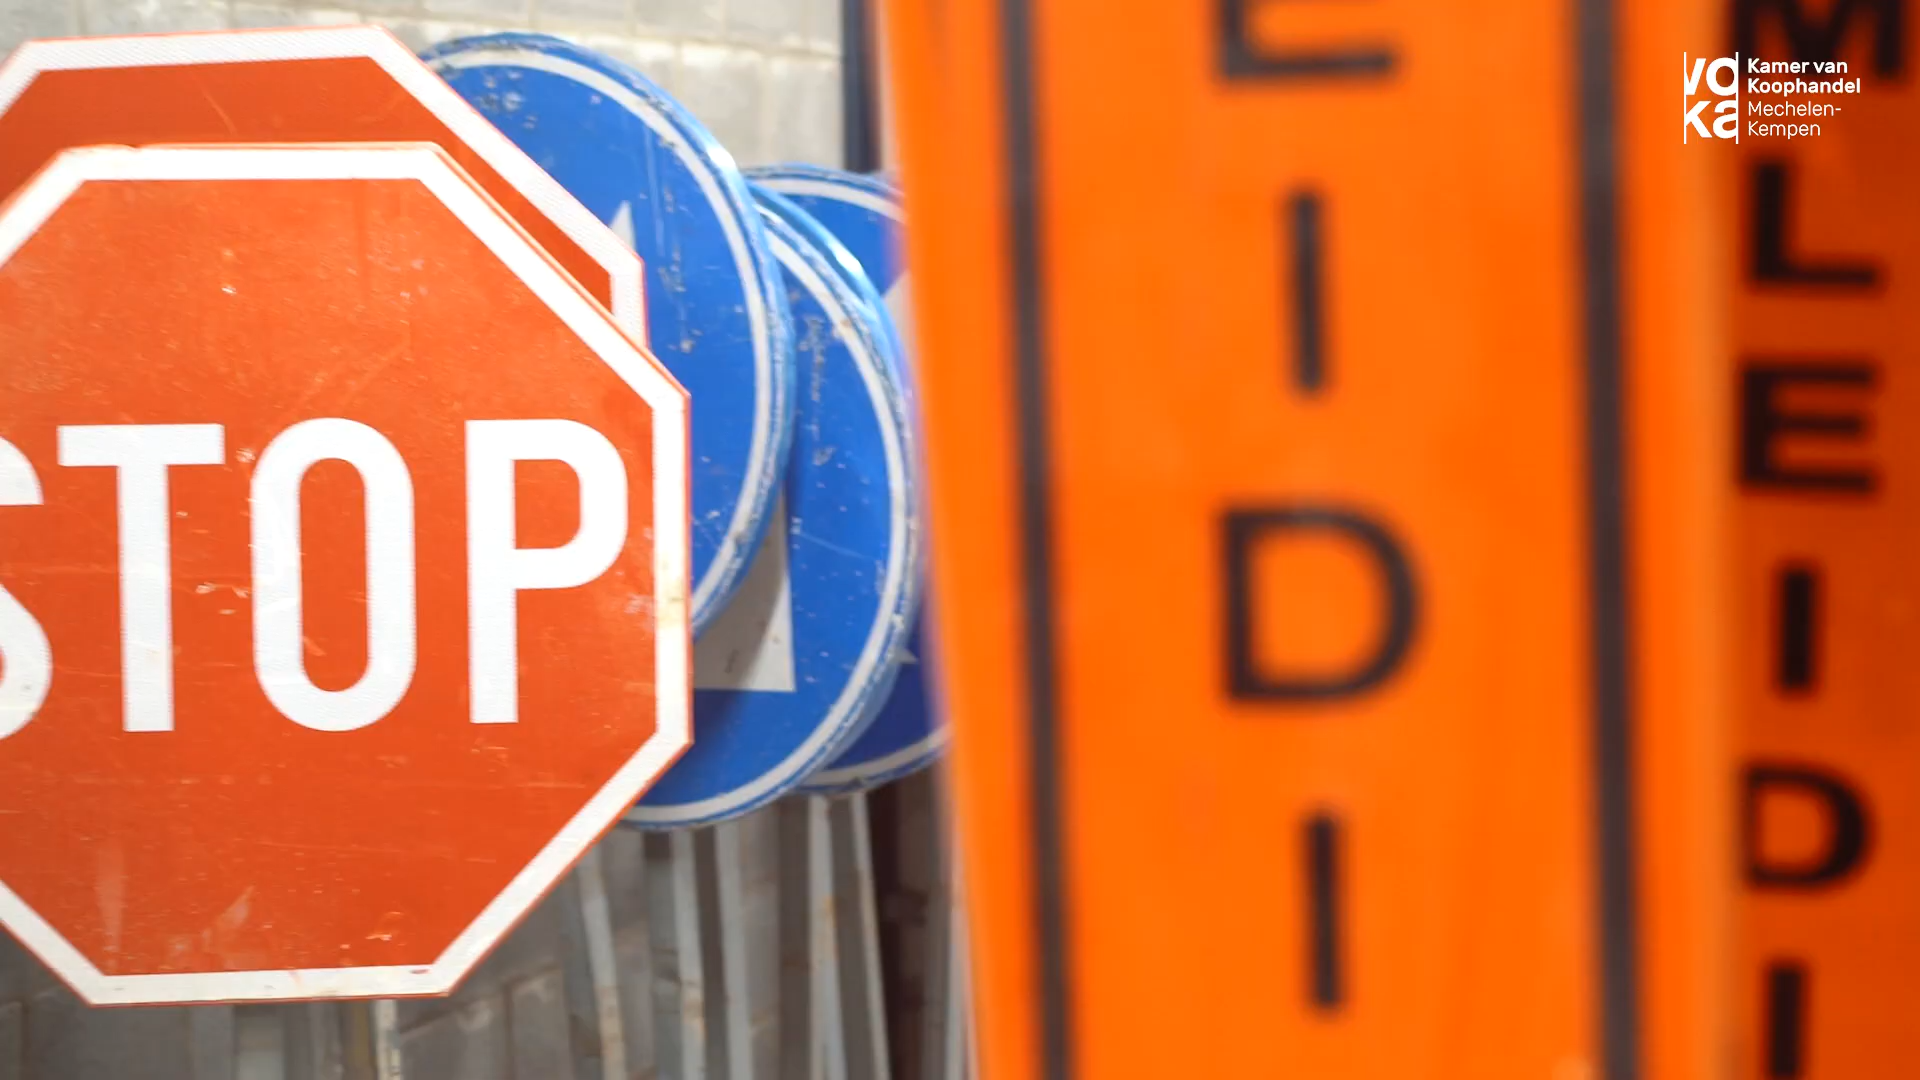 STOP
E
I
D
I
M
L
E
I
D
I
VO
KA
Kamer van
Koophandel
Mechelen-
Kempen